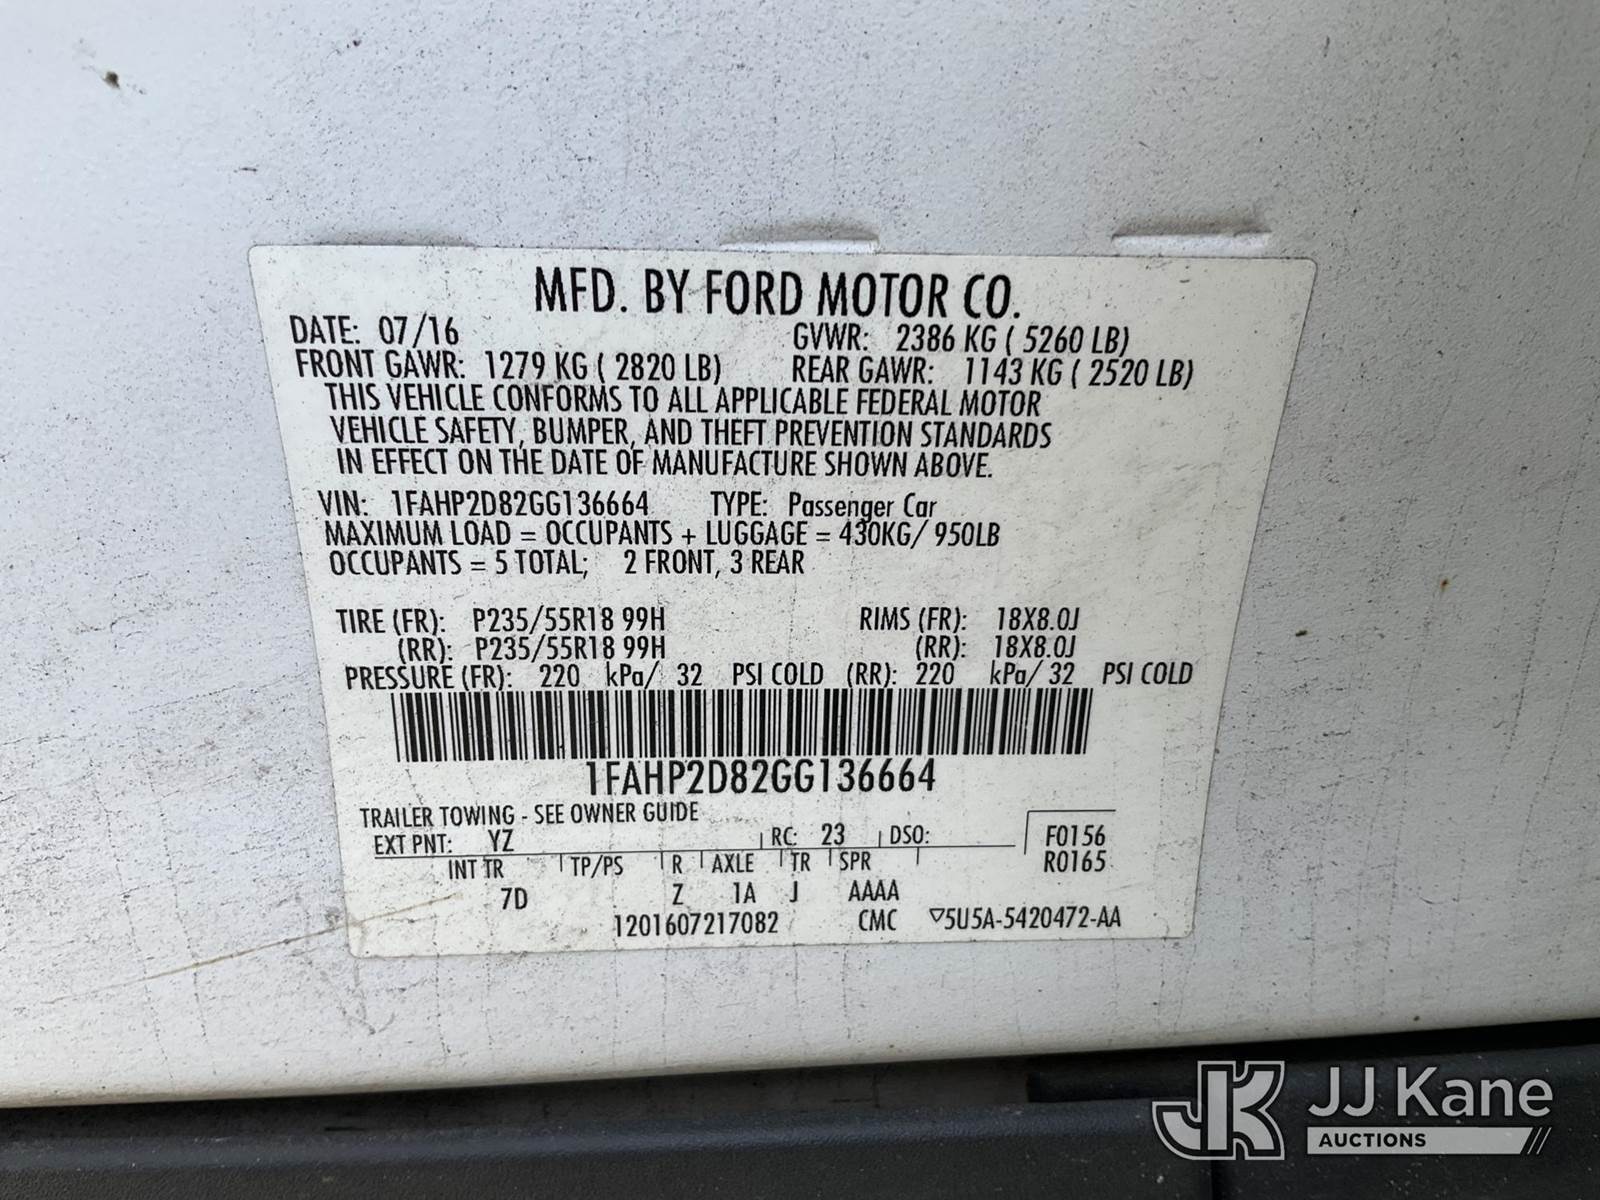 MFD. BY FORD MOTOR CO.
DATE: 07/16 GVWR: 2386 KG ( 5260 LB)
FRONT GAWR: 1279 KG ( 2820 LB) REAR GAWR: 1143 KG ( 2520 LB)
THIS VEHICLE CONFORMS TO ALL APPLICABLE FEDERAL MOTOR
VEHICLE SAFETY, BUMPER, AND THEFT PREVENTION STANDARDS
IN EFFECT ON THE DATE OF MANUFACTURE SHOWN ABOVE.
VIN: 1FAHP2D82GG136664 TYPE: Passenger Car
MAXIMUM LOAD = OCCUPANTS + LUGGAGE = 430KG/ 950LB
OCCUPANTS = 5 TOTAL; 2 FRONT, 3 REAR
TIRE (FR): P235/55R18 99H RIMS (FR): 18X8.0J
(RR): P235/55R18 99H (RR): 18X8.0J
PRESSURE (FR): 220 kPa/ 32 PSI COLD (RR): 220 kPa/ 32 PSI COLD
1FAHP2D82GG136664
TRAILER TOWING - SEE OWNER GUIDE
EXT PNT: YZ RC: 23 DSO: F0156
INT TR TP/PS R AXLE TR SPR R0165
7D Z 1A J AAAA
1201607217082 CMC ▽5U5A-5420472-AA
JK JJ Kane
AUCTIONS